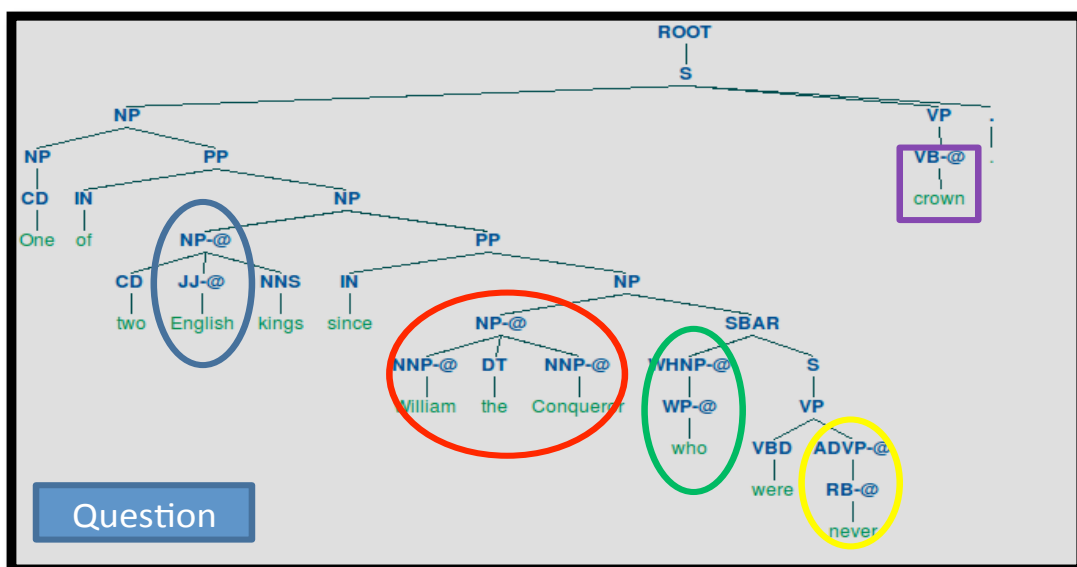 ROOT
S
NP VP .
NP PP VB-@ .
CD IN NP crown
One of NP-@ PP
CD JJ-@ NNS IN NP
two English kings since NP-@ SBAR
NNP-@ DT NNP-@ WHNP-@ S
William the Conqueror WP-@ VP
who VBD ADVP-@
were RB-@
never
Question